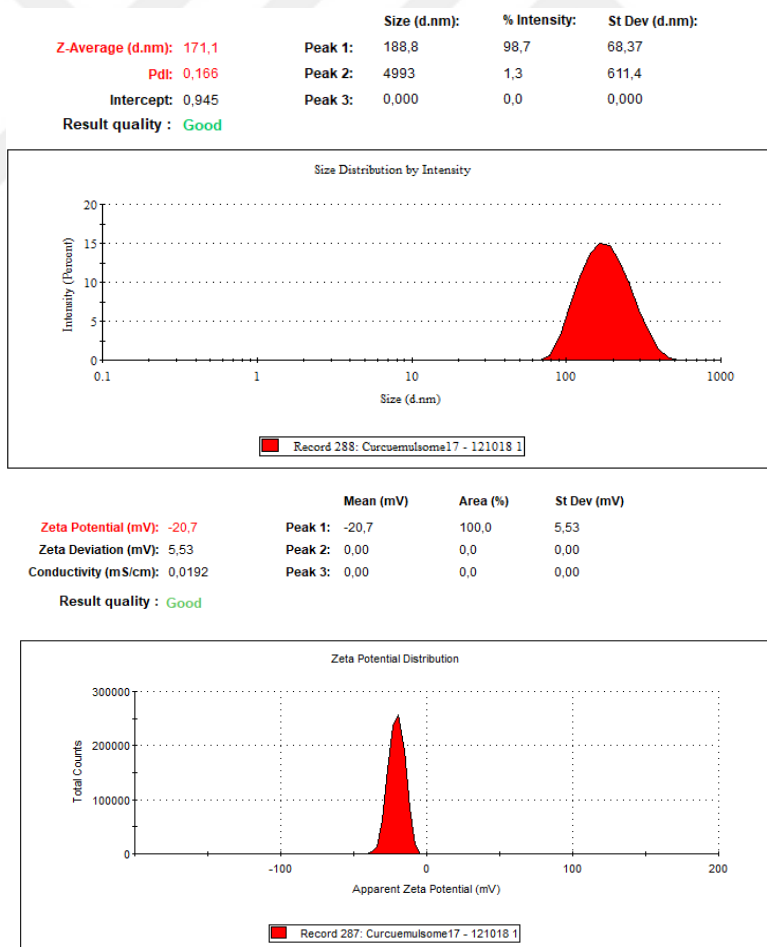 Size (d.nm): % Intensity: St Dev (d.nm):
Z-Average (d.nm): 171,1 Peak 1: 188,8 98,7 68,37
PdI: 0,166 Peak 2: 4993 1,3 611,4
Intercept: 0,945 Peak 3: 0,000 0,0 0,000
Result quality : Good
Size Distribution by Intensity
20
15
10
5
0
Intensity (Percent)
0.1 1 10 100 1000
Size (d.nm)
Record 288: Curcuemulsome17 - 121018 1
Mean (mV) Area (%) St Dev (mV)
Zeta Potential (mV): -20,7 Peak 1: -20,7 100,0 5,53
Zeta Deviation (mV): 5,53 Peak 2: 0,00 0,0 0,00
Conductivity (mS/cm): 0,0192 Peak 3: 0,00 0,0 0,00
Result quality : Good
Zeta Potential Distribution
300000
200000
100000
0
Total Counts
-100 0 100 200
Apparent Zeta Potential (mV)
Record 287: Curcuemulsome17 - 121018 1